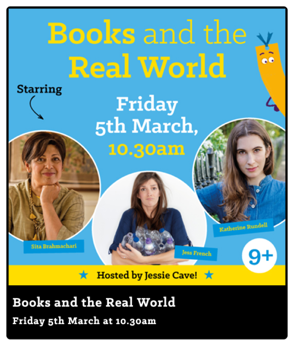 Books and the
Real World
Starring
Friday
5th March,
10.30am
Sita Brahmachari
Jess French
Katherine Rundell
9+
Hosted by Jessie Cave!
Books and the Real World
Friday 5th March at 10.30am